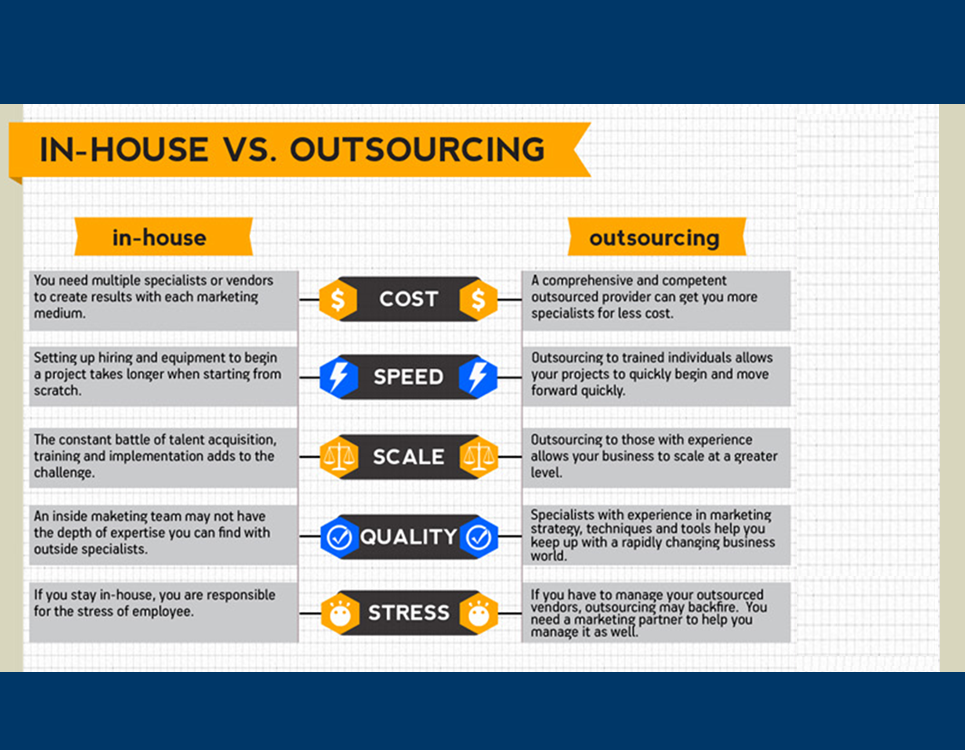 IN-HOUSE VS. OUTSOURCING
in-house
outsourcing
You need multiple specialists or vendors
to create results with each marketing
medium.
$ COST $
A comprehensive and competent
outsourced provider can get you more
specialists for less cost.
Setting up hiring and equipment to begin
a project takes longer when starting from
scratch.
SPEED
Outsourcing to trained individuals allows
your projects to quickly begin and move
forward quickly.
The constant battle of talent acquisition,
training and implementation adds to the
challenge.
SCALE
Outsourcing to those with experience
allows your business to scale at a greater
level.
An inside maketing team may not have
the depth of expertise you can find with
outside specialists.
QUALITY
Specialists with experience in marketing
strategy, techniques and tools help you
keep up with a rapidly changing business
world.
If you stay in-house, you are responsible
for the stress of employee.
STRESS
If you have to manage your outsourced
vendors, outsourcing may backfire. You
need a marketing partner to help you
manage it as well.